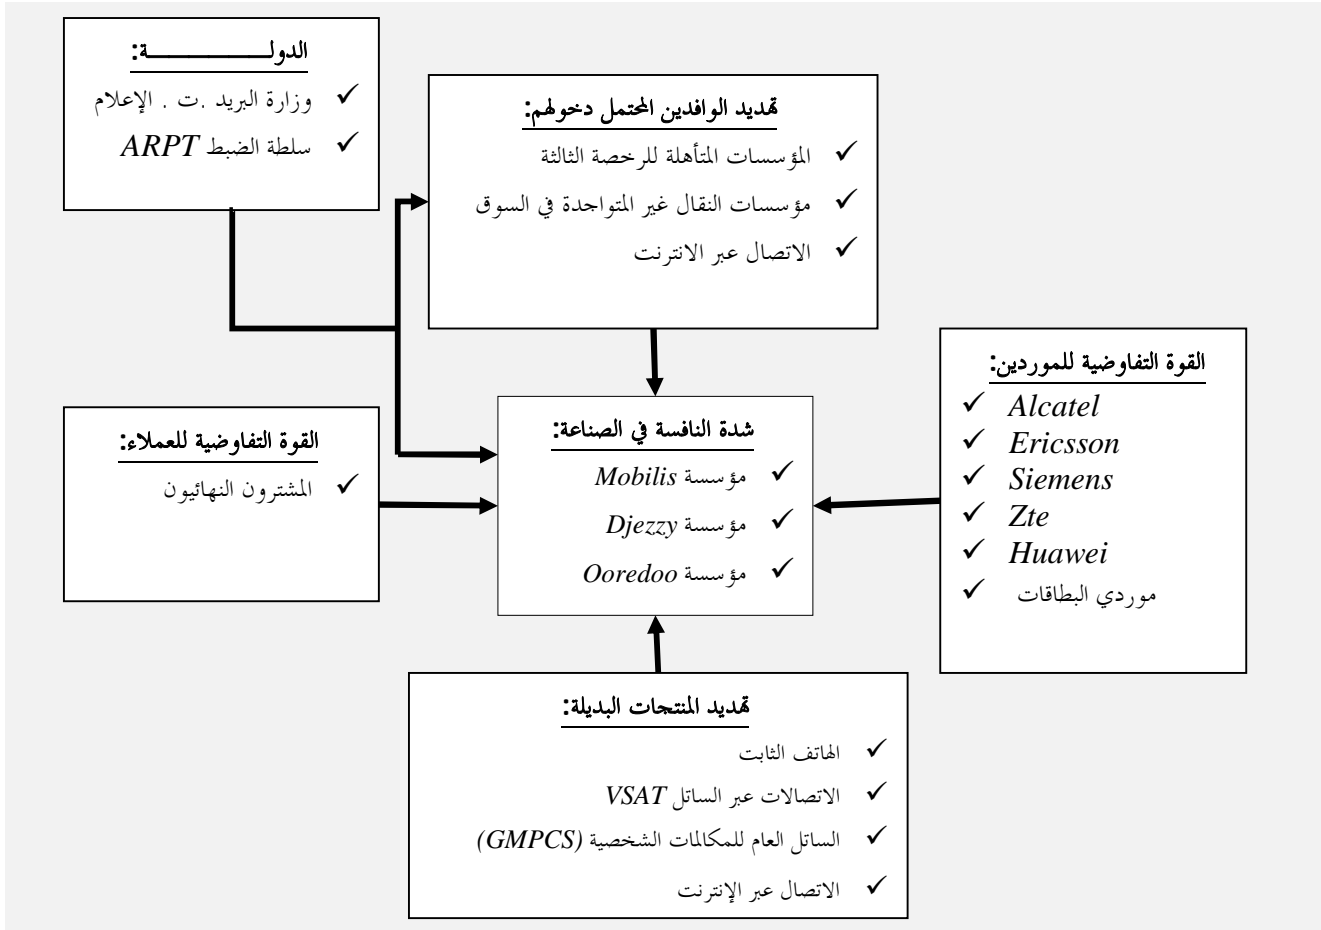 الدولـــــــــــــــة:
وزارة البريد .ت . الإعلام
سلطة الضبط ARPT
تهديد الوافدين المحتمل دخولهم:
المؤسسات المتأهلة للرخصة الثالثة
مؤسسات النقال غير المتواجدة في السوق
الاتصال عبر الانترنت
القوة التفاوضية للموردين:
Alcatel
Ericsson
Siemens
Zte
Huawei
موردي البطاقات
القوة التفاوضية للعملاء:
المشترون النهائيون
شدة النافسة في الصناعة:
مؤسسة Mobilis
مؤسسة Djezzy
مؤسسة Ooredoo
تهديد المنتجات البديلة:
الهاتف الثابت
الاتصالات عبر الساتل VSAT
الساتل العام للمكالمات الشخصية (GMPCS)
الاتصال عبر الإنترنت